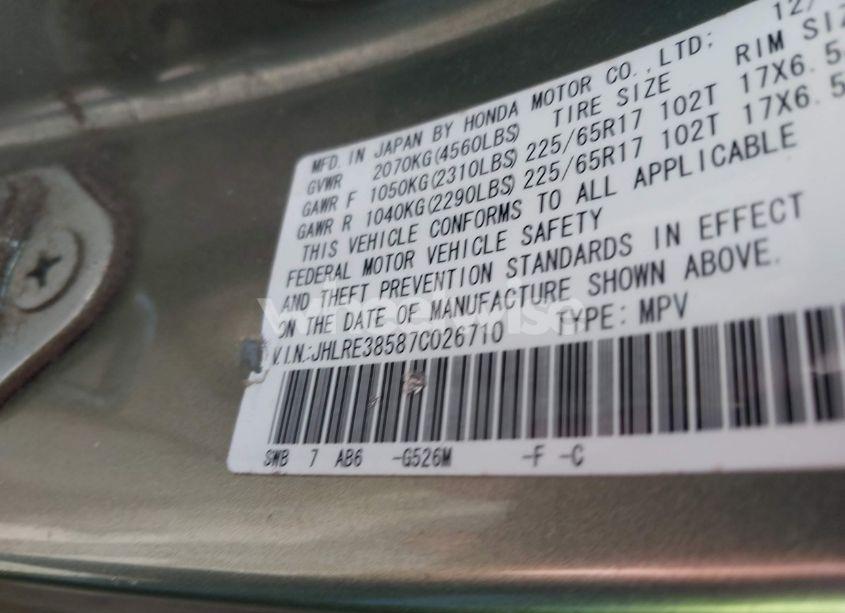 MFD. IN JAPAN BY HONDA MOTOR CO.,LTD; 12/
GVWR 2070KG(4560LBS) TIRE SIZE RIM SIZ
GAWR F 1050KG(2310LBS) 225/65R17 102T 17X6.5
GAWR R 1040KG(2290LBS) 225/65R17 102T 17X6.5
THIS VEHICLE CONFORMS TO ALL APPLICABLE
FEDERAL MOTOR VEHICLE SAFETY
AND THEFT PREVENTION STANDARDS IN EFFECT
ON THE DATE OF MANUFACTURE SHOWN ABOVE.
V.I.N.:JHLRE38587C026710 TYPE: MPV
SWB 7 AB6 -G526M -F -C